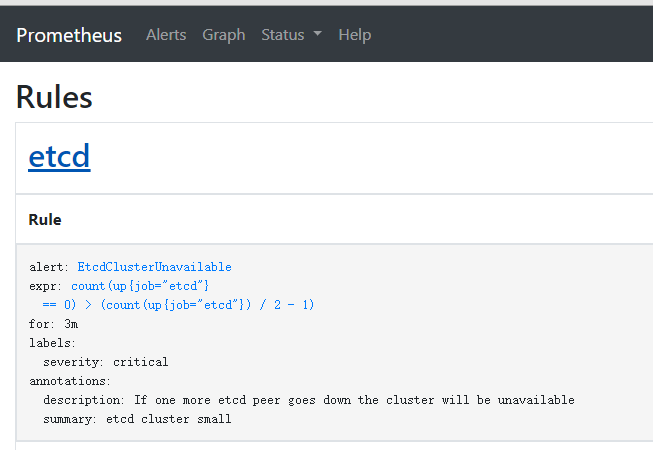 Prometheus Alerts Graph Status Help
Rules
etcd
Rule
alert: EtcdClusterUnavailable
expr: count(up{job="etcd"}
  == 0) > (count(up{job="etcd"}) / 2 - 1)
for: 3m
labels:
  severity: critical
annotations:
  description: If one more etcd peer goes down the cluster will be unavailable
  summary: etcd cluster small